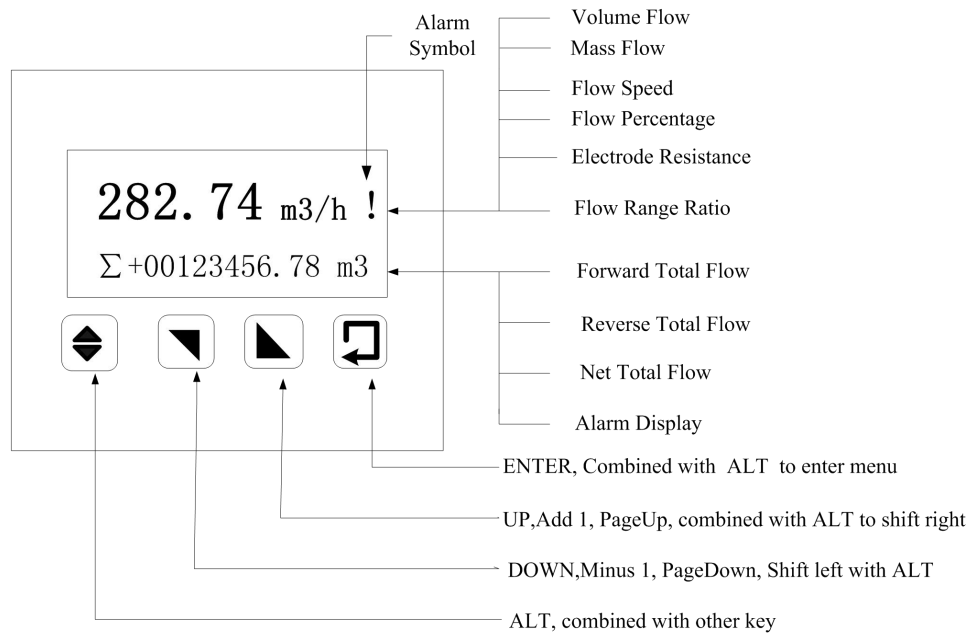 Alarm
Symbol
Volume Flow
Mass Flow
Flow Speed
Flow Percentage
Electrode Resistance
Flow Range Ratio
282.74 m3/h !
Σ+00123456.78 m3
Forward Total Flow
Reverse Total Flow
Net Total Flow
Alarm Display
ENTER, Combined with ALT to enter menu
UP,Add 1, PageUp, combined with ALT to shift right
DOWN,Minus 1, PageDown, Shift left with ALT
ALT, combined with other key